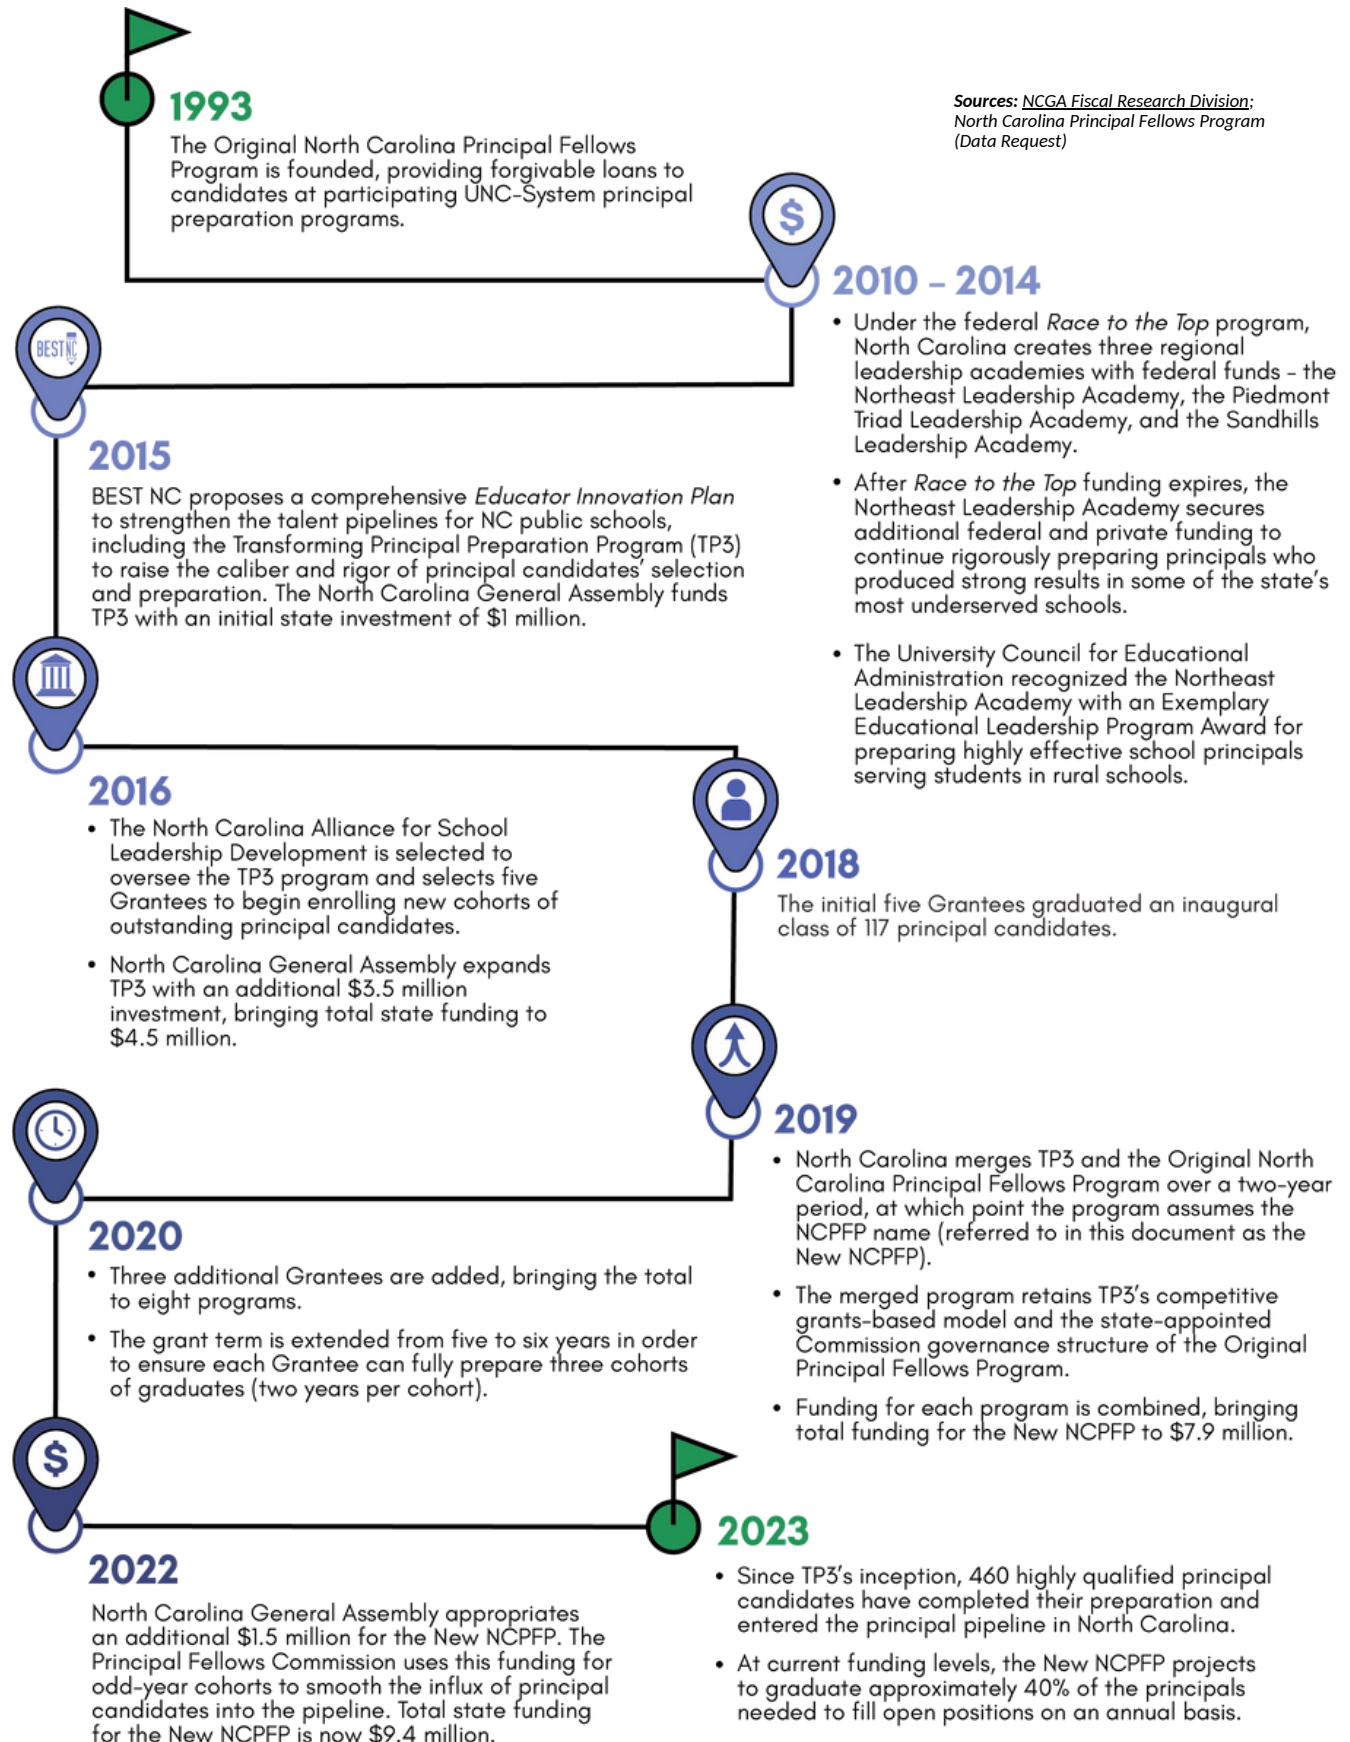 1993
The Original North Carolina Principal Fellows
Program is founded, providing forgivable loans to
candidates at participating UNC-System principal
preparation programs.
Sources: NCGA Fiscal Research Division;
North Carolina Principal Fellows Program
(Data Request)
$
2010 – 2014
• Under the federal Race to the Top program,
North Carolina creates three regional
leadership academies with federal funds – the
Northeast Leadership Academy, the Piedmont
Triad Leadership Academy, and the Sandhills
Leadership Academy.
• After Race to the Top funding expires, the
Northeast Leadership Academy secures
additional federal and private funding to
continue rigorously preparing principals who
produced strong results in some of the state's
most underserved schools.
• The University Council for Educational
Administration recognized the Northeast
Leadership Academy with an Exemplary
Educational Leadership Program Award for
preparing highly effective school principals
serving students in rural schools.
BEST NC
2015
BEST NC proposes a comprehensive Educator Innovation Plan
to strengthen the talent pipelines for NC public schools,
including the Transforming Principal Preparation Program (TP3)
to raise the caliber and rigor of principal candidates' selection
and preparation. The North Carolina General Assembly funds
TP3 with an initial state investment of $1 million.
2016
• The North Carolina Alliance for School
Leadership Development is selected to
oversee the TP3 program and selects five
Grantees to begin enrolling new cohorts of
outstanding principal candidates.
• North Carolina General Assembly expands
TP3 with an additional $3.5 million
investment, bringing total state funding to
$4.5 million.
2018
The initial five Grantees graduated an inaugural
class of 117 principal candidates.
2019
• North Carolina merges TP3 and the Original North
Carolina Principal Fellows Program over a two-year
period, at which point the program assumes the
NCPFP name (referred to in this document as the
New NCPFP).
• The merged program retains TP3's competitive
grants-based model and the state-appointed
Commission governance structure of the Original
Principal Fellows Program.
• Funding for each program is combined, bringing
total funding for the New NCPFP to $7.9 million.
2020
• Three additional Grantees are added, bringing the total
to eight programs.
• The grant term is extended from five to six years in order
to ensure each Grantee can fully prepare three cohorts
of graduates (two years per cohort).
$
2022
North Carolina General Assembly appropriates
an additional $1.5 million for the New NCPFP. The
Principal Fellows Commission uses this funding for
odd-year cohorts to smooth the influx of principal
candidates into the pipeline. Total state funding
for the New NCPFP is now $9.4 million.
2023
• Since TP3's inception, 460 highly qualified principal
candidates have completed their preparation and
entered the principal pipeline in North Carolina.
• At current funding levels, the New NCPFP projects
to graduate approximately 40% of the principals
needed to fill open positions on an annual basis.